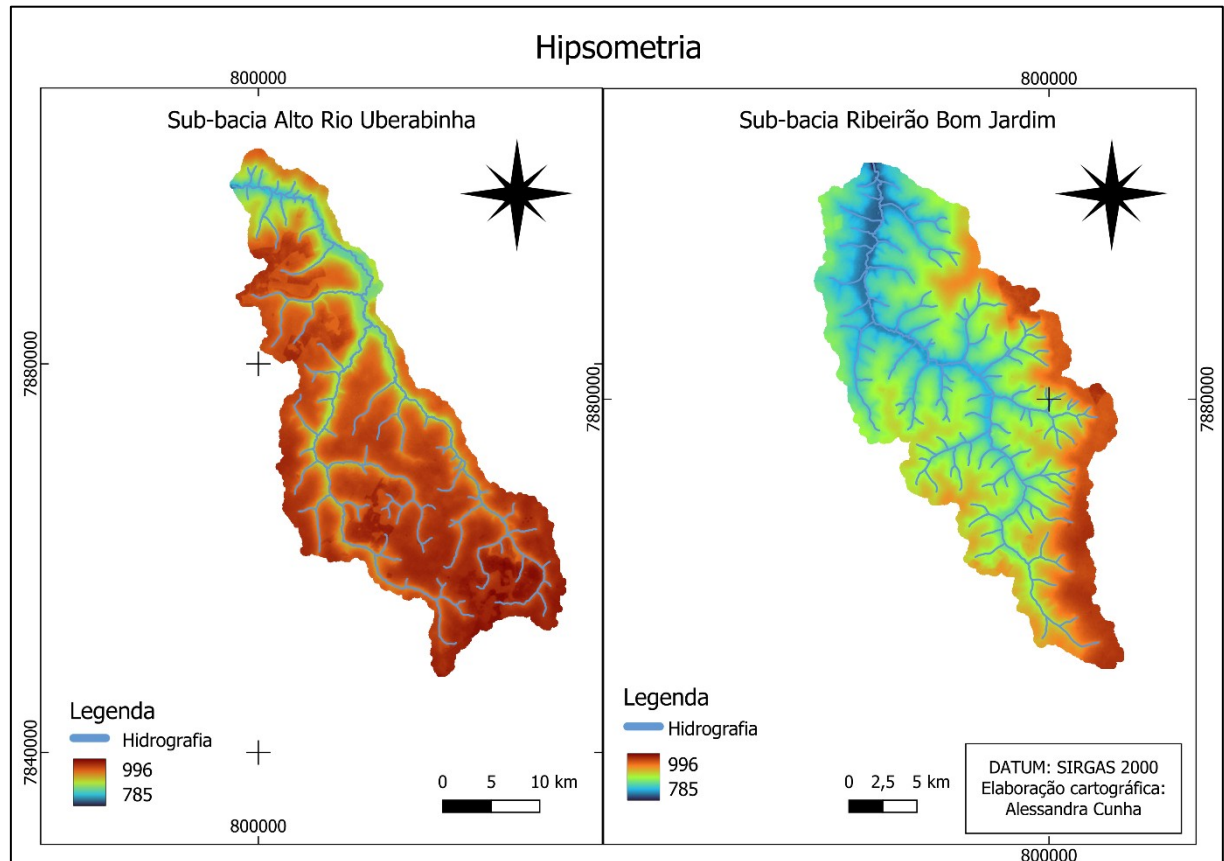 Hipsometria
800000
800000
Sub-bacia Alto Rio Uberabinha
Sub-bacia Ribeirão Bom Jardim
7880000
7880000
7880000
7840000
Legenda
Hidrografia
996
785
0 5 10 km
800000
Legenda
Hidrografia
996
785
0 2,5 5 km
DATUM: SIRGAS 2000
Elaboração cartográfica:
Alessandra Cunha
800000